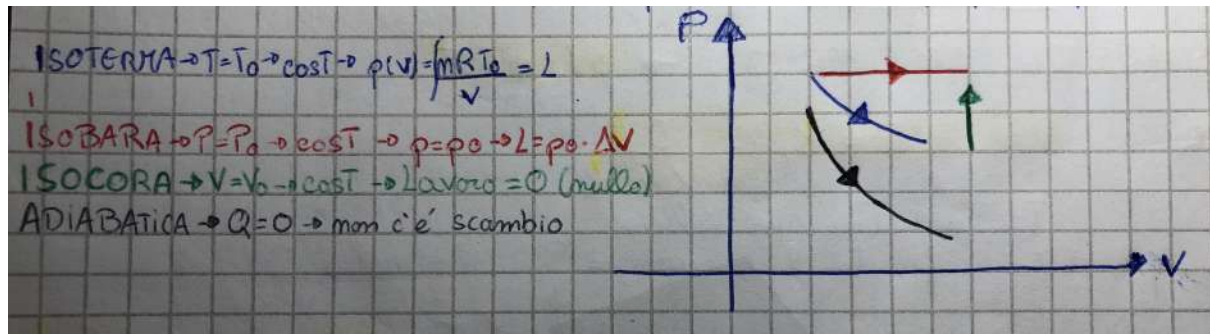 ISOTERMA→T=T0→cosT→ p(V)=∫nRT0/V = L
ISOBARA→P=P0→cosT→p=p0→L=p0·ΔV
ISOCORA→V=V0→cosT→Lavoro=0 (nullo)
ADIABATICA→Q=0→non c'é scambio
P
V